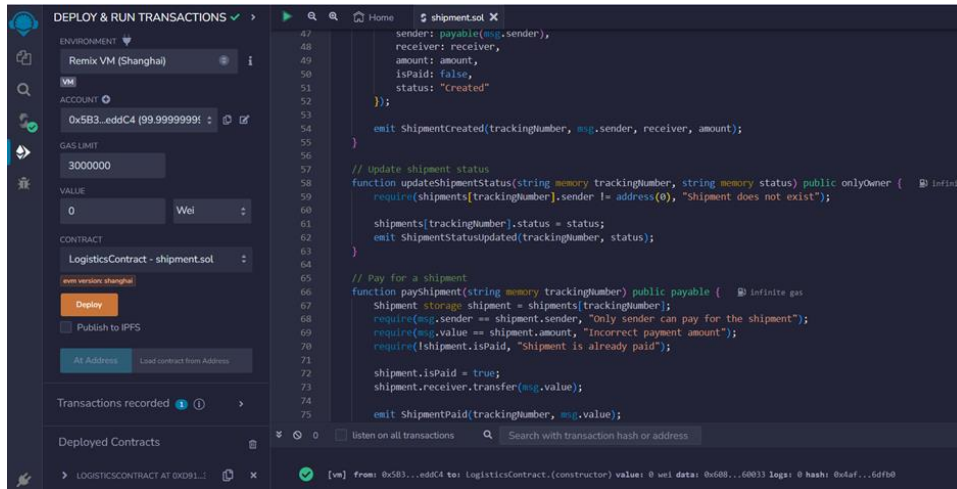 DEPLOY & RUN TRANSACTIONS
ENVIRONMENT
Remix VM (Shanghai)
VM
ACCOUNT
0x5B3...eddC4 (99.99999999
GAS LIMIT
3000000
VALUE
0
Wei
CONTRACT
LogisticsContract - shipment.sol
evm version: shanghai
Deploy
Publish to IPFS
At Address
Load contract from Address
Transactions recorded 1
Deployed Contracts
LOGISTICSCONTRACT AT 0XD91...
Home
shipment.sol
47 sender: payable(msg.sender),
48 receiver: receiver,
49 amount: amount,
50 isPaid: false,
51 status: "Created"
52 });
53
54 emit ShipmentCreated(trackingNumber, msg.sender, receiver, amount);
55 }
56
57 // Update shipment status
58 function updateShipmentStatus(string memory trackingNumber, string memory status) public onlyOwner { infini
59 require(shipments[trackingNumber].sender != address(0), "Shipment does not exist");
60
61 shipments[trackingNumber].status = status;
62 emit ShipmentStatusUpdated(trackingNumber, status);
63 }
64
65 // Pay for a shipment
66 function payShipment(string memory trackingNumber) public payable { infinite gas
67 Shipment storage shipment = shipments[trackingNumber];
68 require(msg.sender == shipment.sender, "Only sender can pay for the shipment");
69 require(msg.value == shipment.amount, "Incorrect payment amount");
70 require(!shipment.isPaid, "Shipment is already paid");
71
72 shipment.isPaid = true;
73 shipment.receiver.transfer(msg.value);
74
75 emit ShipmentPaid(trackingNumber, msg.value);
0
listen on all transactions
Search with transaction hash or address
[vm] from: 0x5B3...eddC4 to: LogisticsContract.(constructor) value: 0 wei data: 0x608...60033 logs: 0 hash: 0x4af...6dfb0